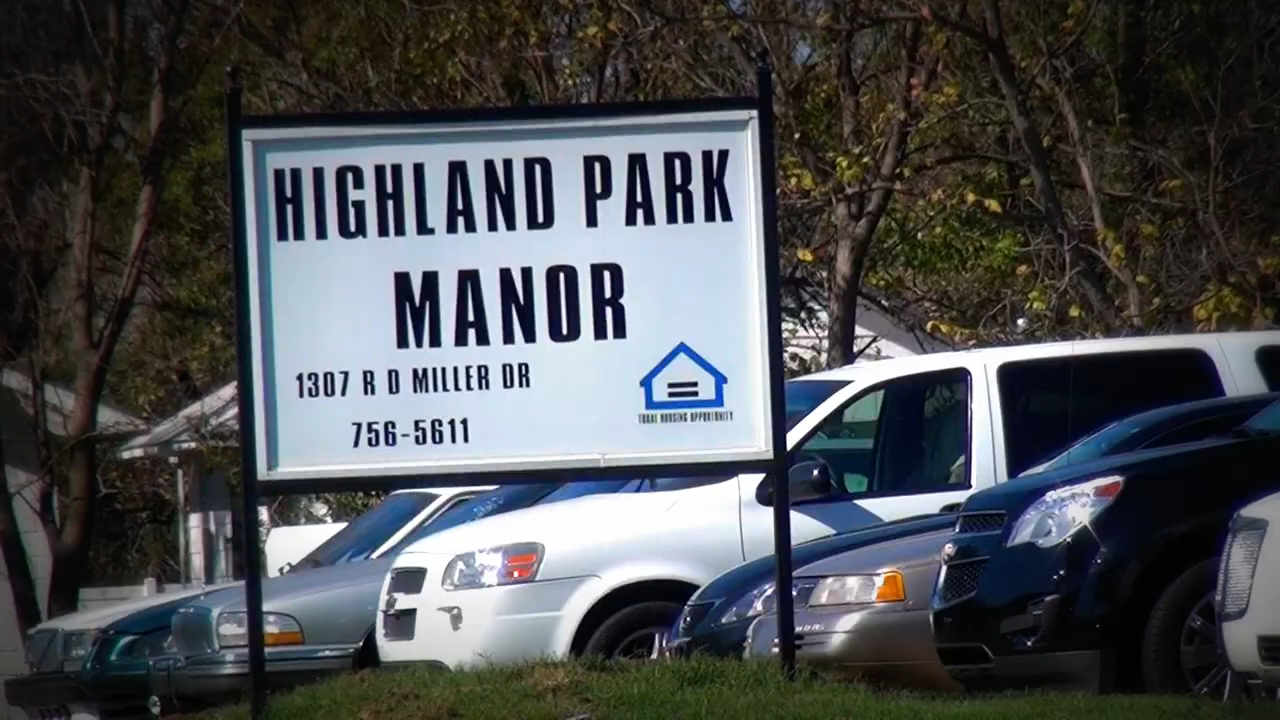 HIGHLAND PARK
MANOR
1307 R D MILLER DR
756-5611
EQUAL HOUSING OPPORTUNITY